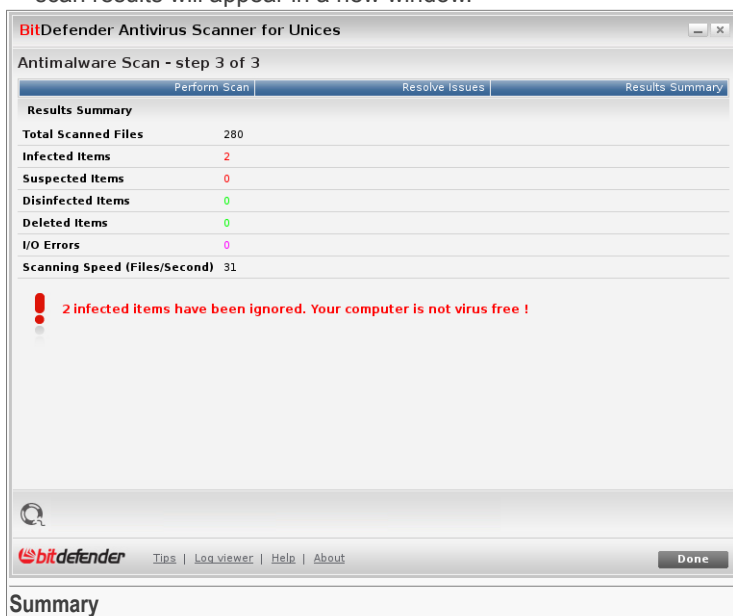 scan results will appear in a new window.
BitDefender Antivirus Scanner for Unices
Antimalware Scan - step 3 of 3
Perform Scan | Resolve Issues | Results Summary
Results Summary
Total Scanned Files 280
Infected Items 2
Suspected Items 0
Disinfected Items 0
Deleted Items 0
I/O Errors 0
Scanning Speed (Files/Second) 31
2 infected items have been ignored. Your computer is not virus free !
bitdefender Tips | Log viewer | Help | About Done
Summary